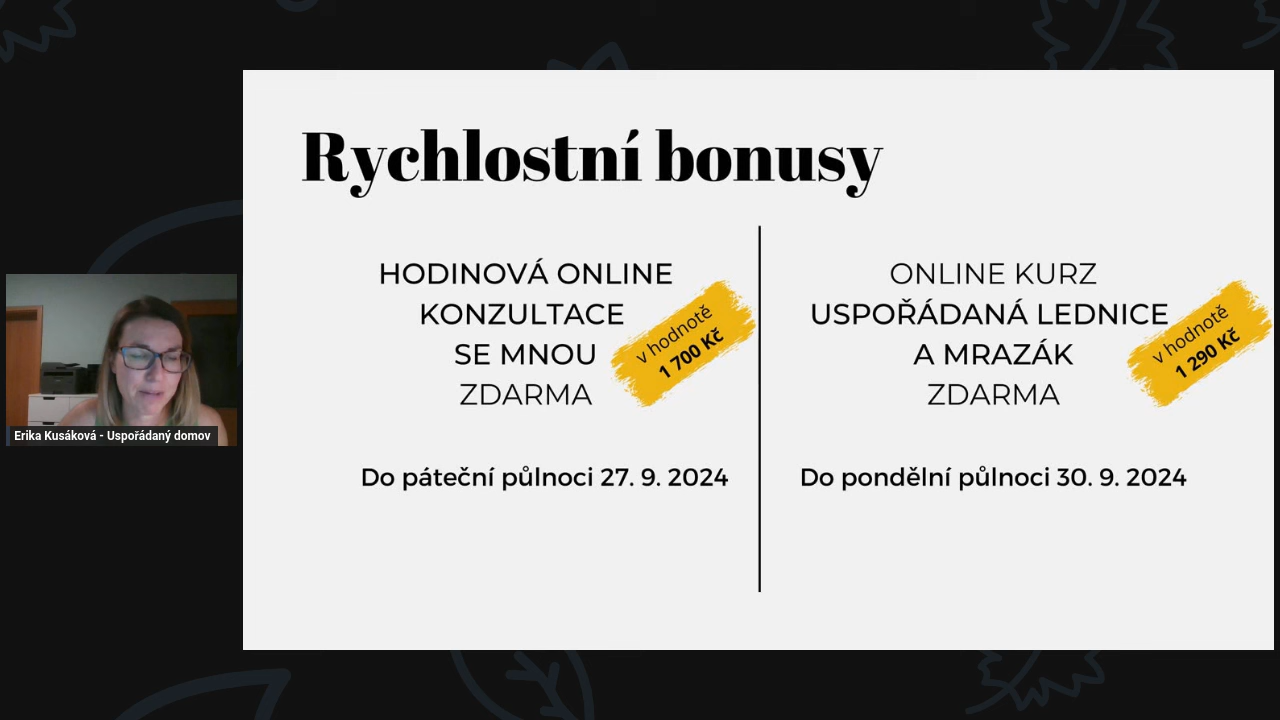 Rychlostní bonusy
HODINOVÁ ONLINE
KONZULTACE
SE MNOU
ZDARMA
v hodnotě
1 700 Kč
Do páteční půlnoci 27. 9. 2024
ONLINE KURZ
USPOŘÁDANÁ LEDNICE
A MRAZÁK
ZDARMA
v hodnotě
1 290 Kč
Do pondělní půlnoci 30. 9. 2024
Erika Kusáková - Uspořádaný domov